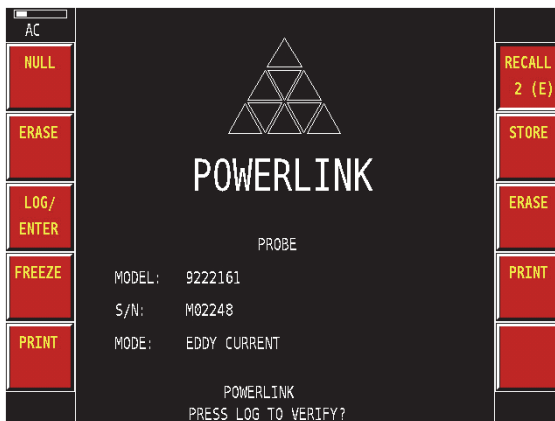 AC
NULL
ERASE
LOG/
ENTER
FREEZE
PRINT
POWERLINK
PROBE
MODEL: 9222161
S/N: M02248
MODE: EDDY CURRENT
POWERLINK
PRESS LOG TO VERIFY?
RECALL
2 (E)
STORE
ERASE
PRINT